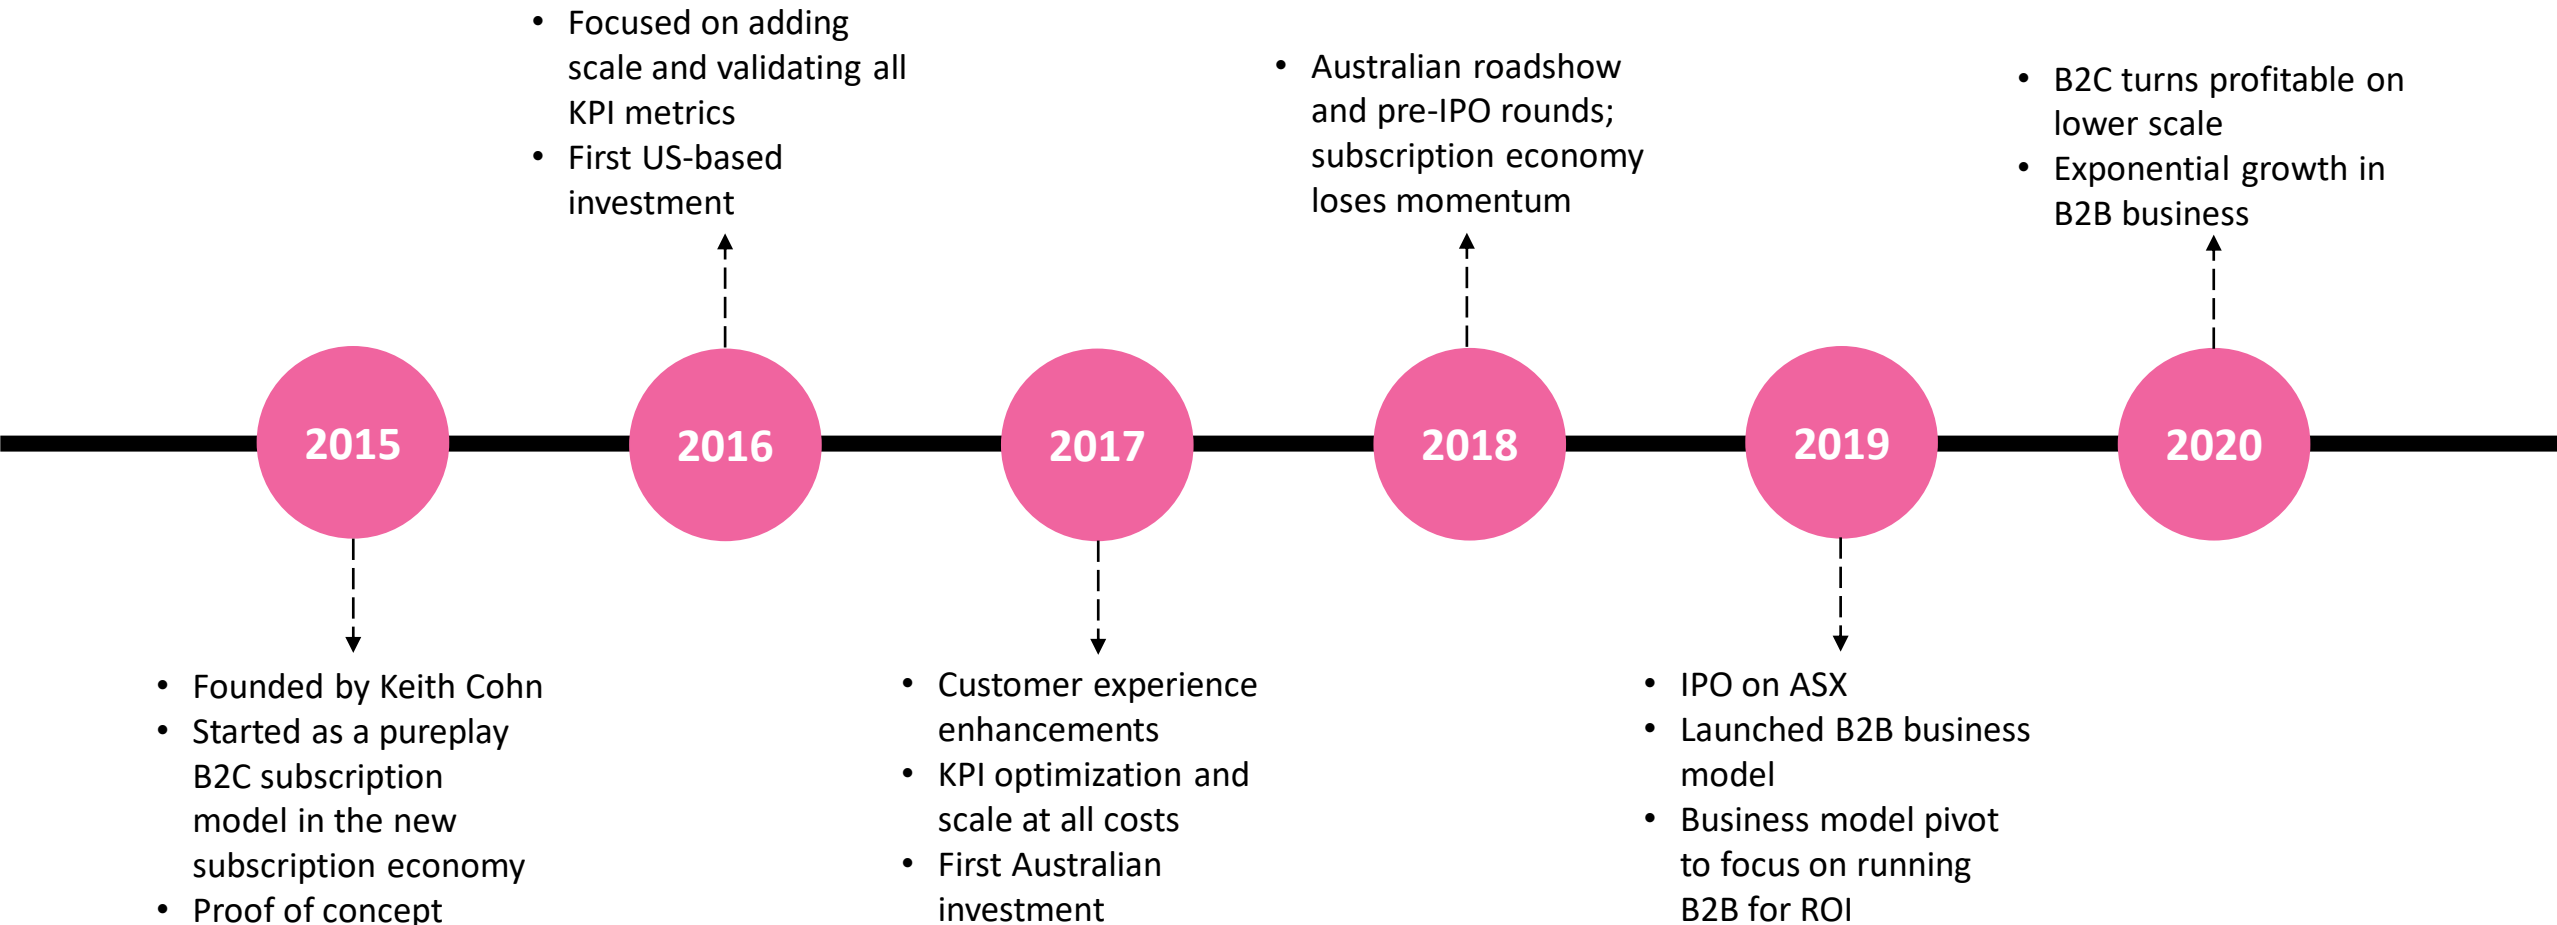 • Focused on adding
scale and validating all
KPI metrics
• First US-based
investment
• Australian roadshow
and pre-IPO rounds;
subscription economy
loses momentum
• B2C turns profitable on
lower scale
• Exponential growth in
B2B business
2015
2016
2017
2018
2019
2020
• Founded by Keith Cohn
• Started as a pureplay
B2C subscription
model in the new
subscription economy
• Proof of concept
• Customer experience
enhancements
• KPI optimization and
scale at all costs
• First Australian
investment
• IPO on ASX
• Launched B2B business
model
• Business model pivot
to focus on running
B2B for ROI